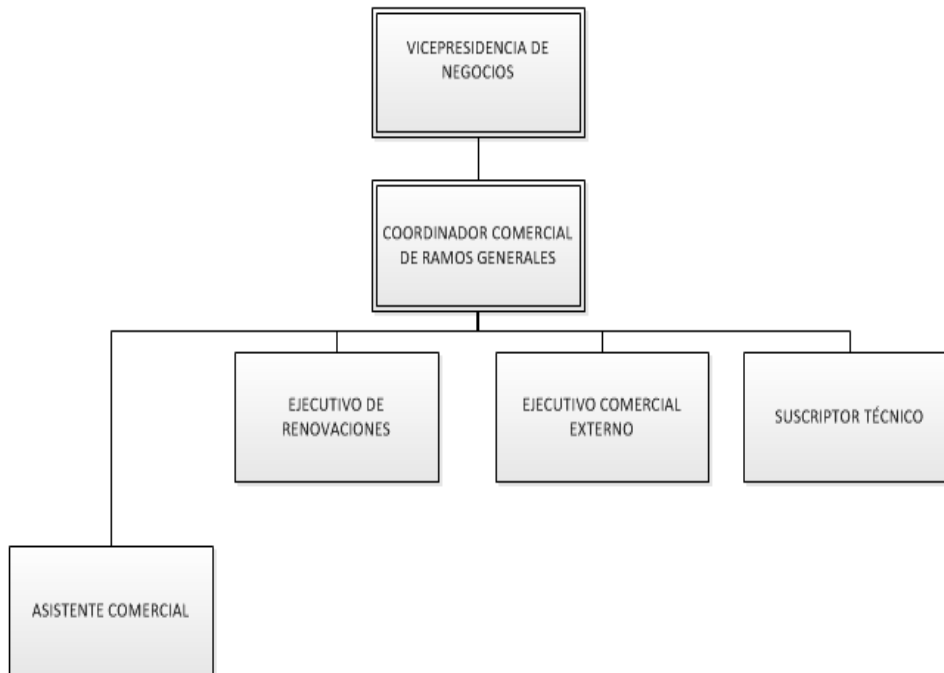 VICEPRESIDENCIA DE
NEGOCIOS
COORDINADOR COMERCIAL
DE RAMOS GENERALES
EJECUTIVO DE
RENOVACIONES
EJECUTIVO COMERCIAL
EXTERNO
SUSCRIPTOR TÉCNICO
ASISTENTE COMERCIAL